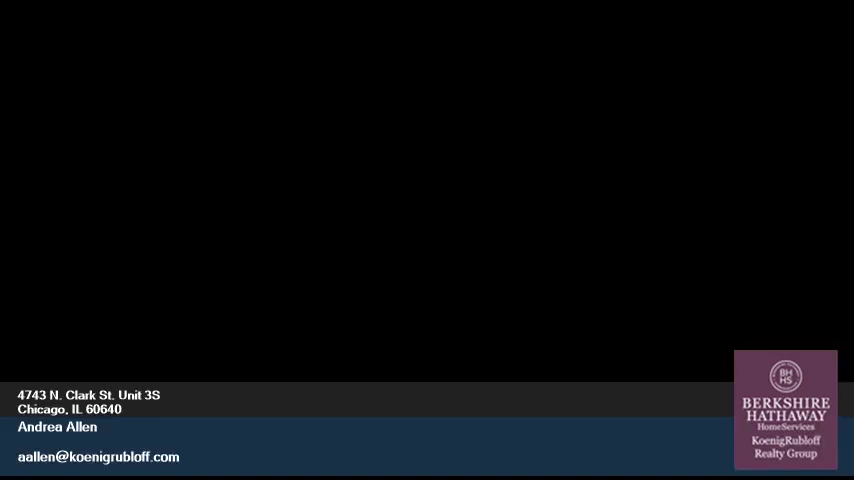 4743 N. Clark St. Unit 3S
Chicago, IL 60640
Andrea Allen
aallen@koenigrubloff.com
BH
HS
BERKSHIRE
HATHAWAY
HomeServices
KoenigRubloff
Realty Group